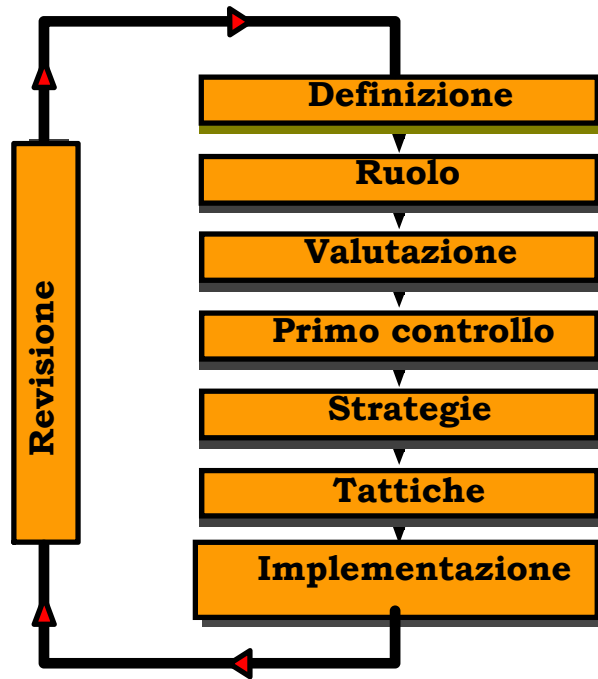 Definizione
Ruolo
Valutazione
Primo controllo
Strategie
Tattiche
Implementazione
Revisione